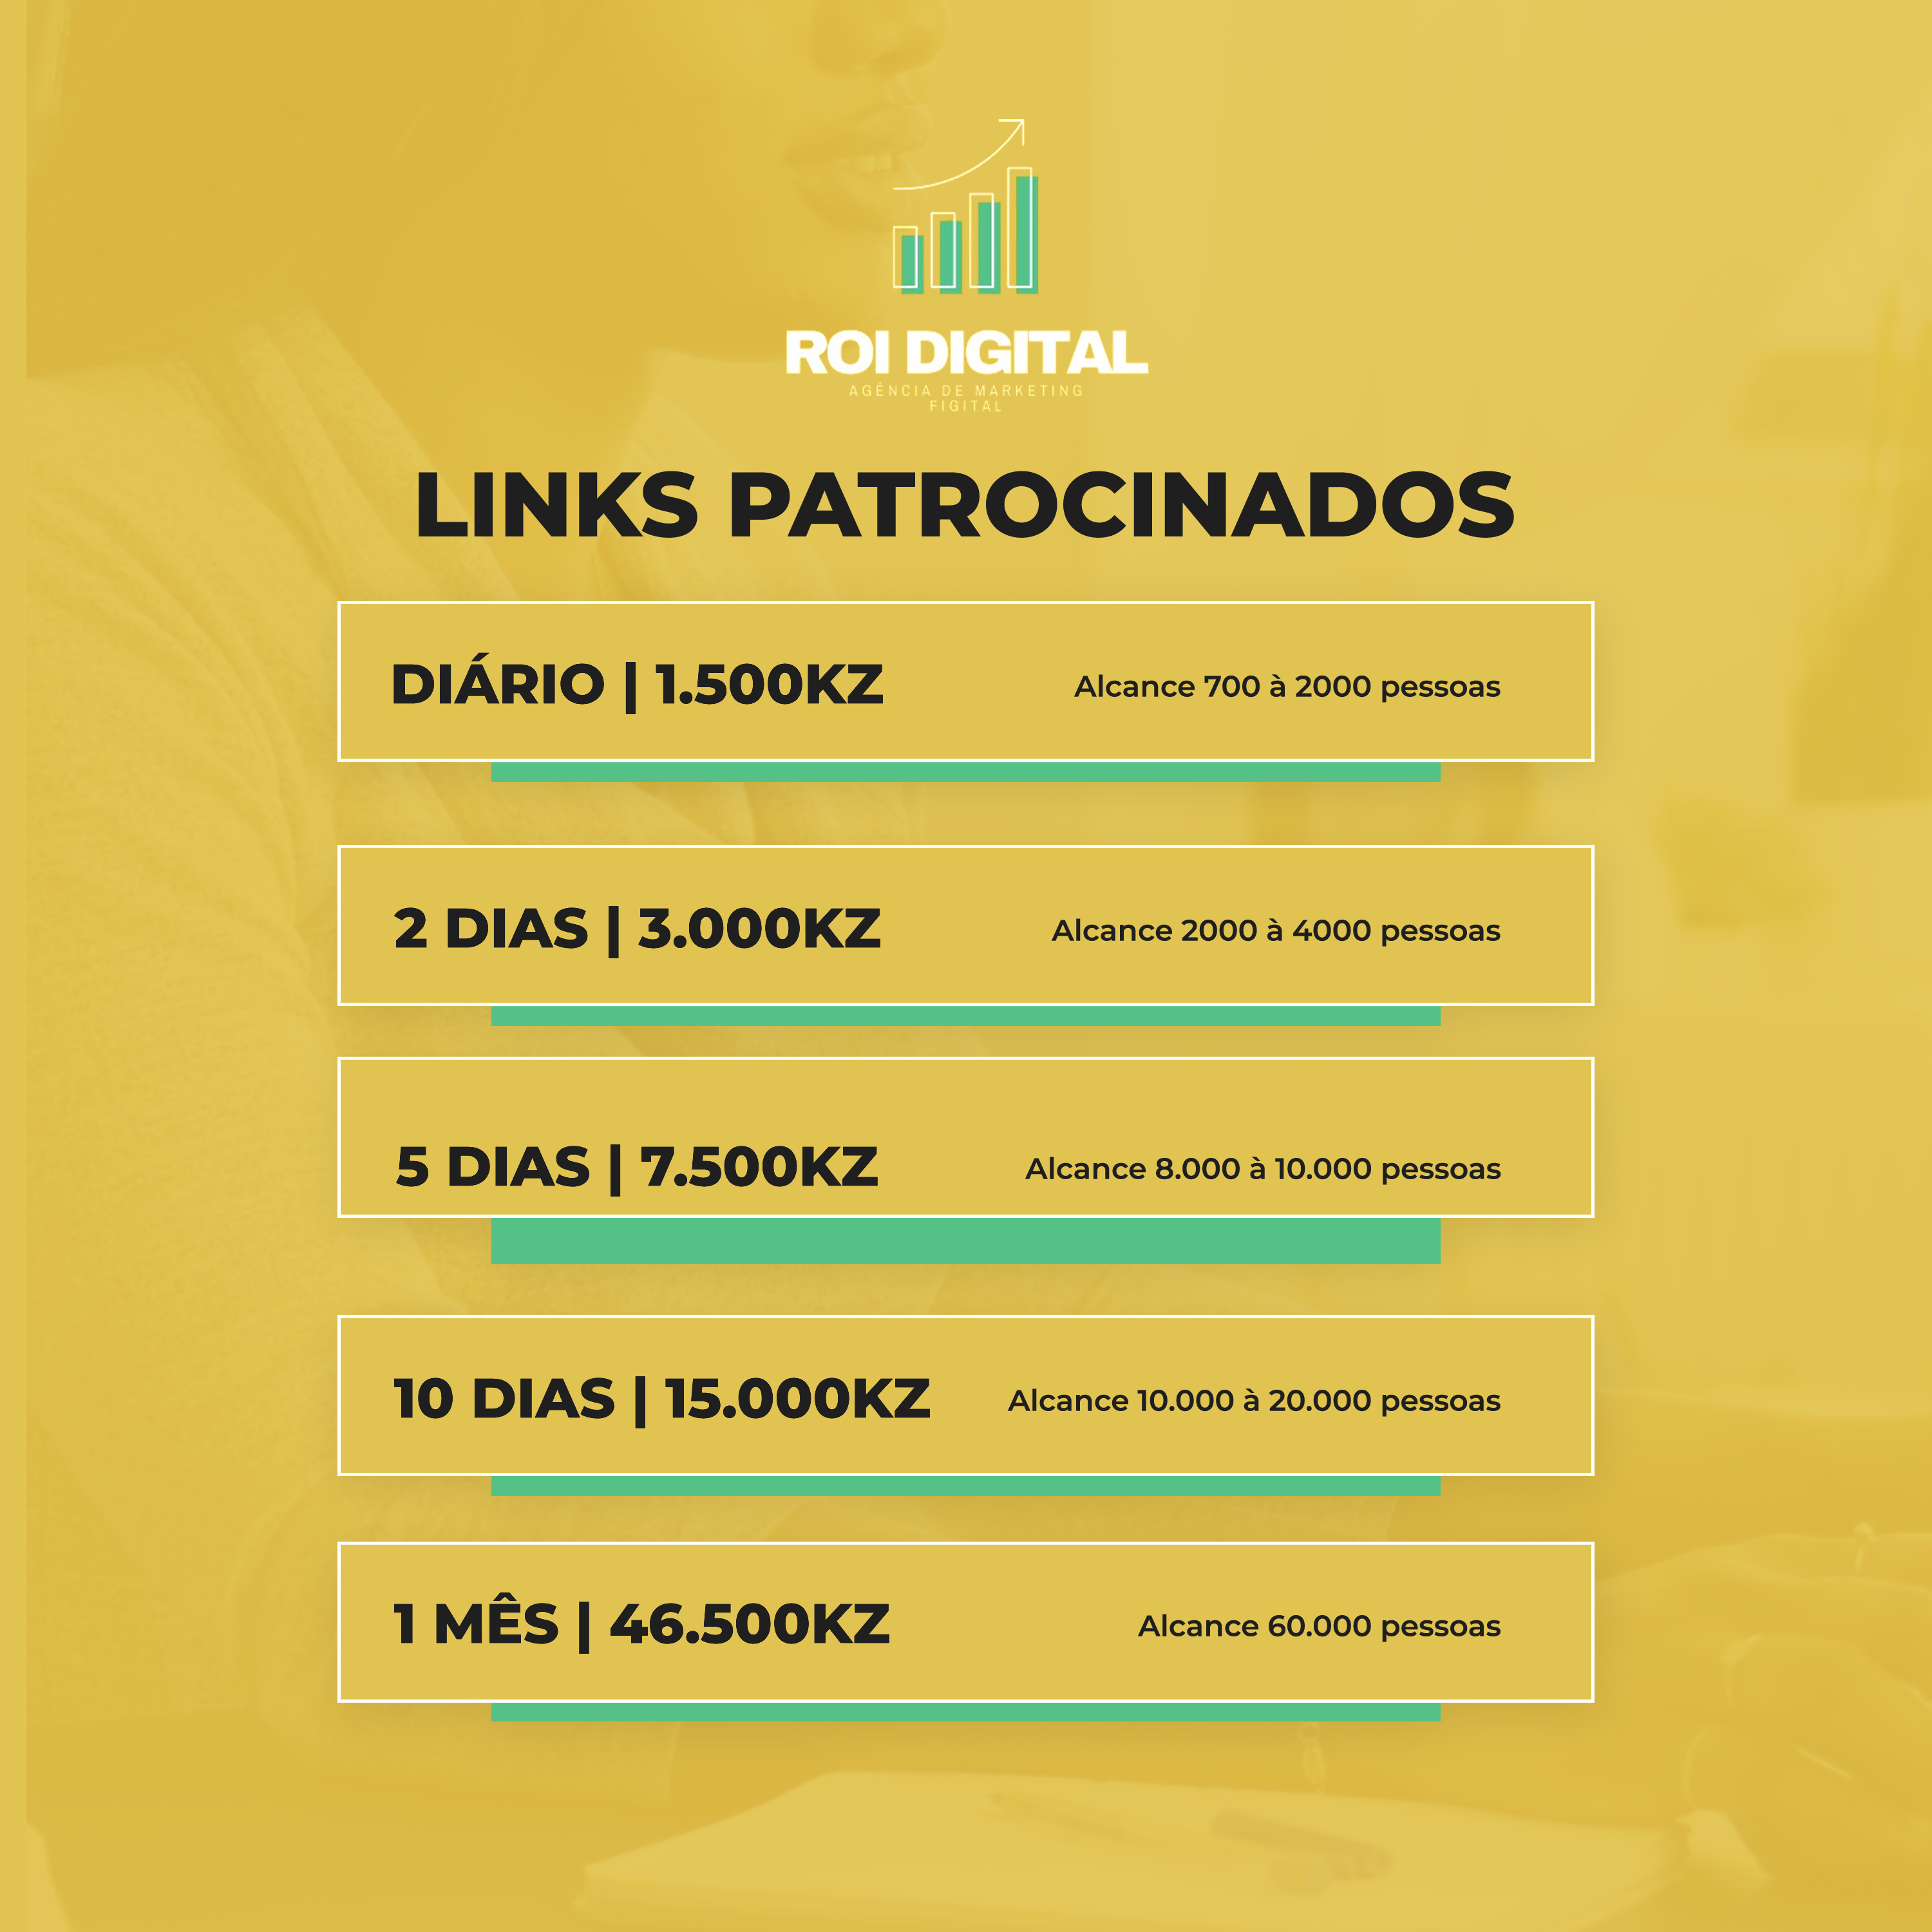 ROI DIGITAL
AGÊNCIA DE MARKETING
FIGITAL
LINKS PATROCINADOS
DIÁRIO | 1.500KZ Alcance 700 à 2000 pessoas
2 DIAS | 3.000KZ Alcance 2000 à 4000 pessoas
5 DIAS | 7.500KZ Alcance 8.000 à 10.000 pessoas
10 DIAS | 15.000KZ Alcance 10.000 à 20.000 pessoas
1 MÊS | 46.500KZ Alcance 60.000 pessoas